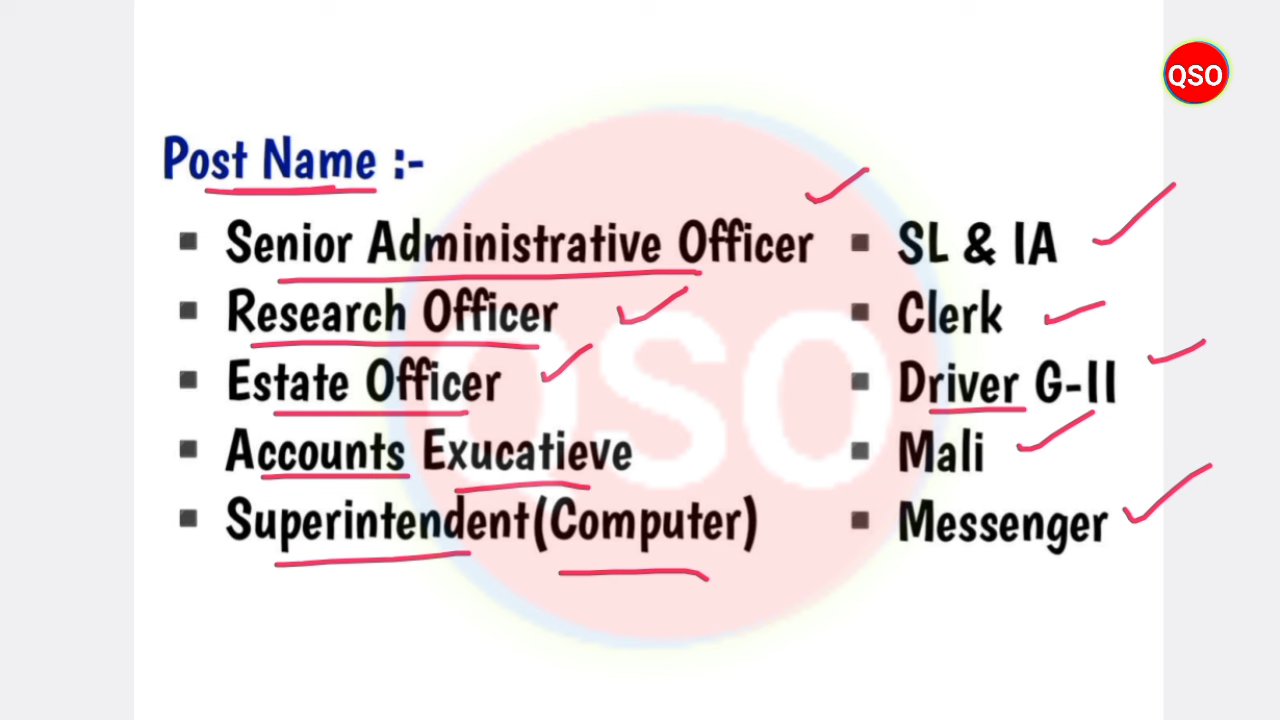 QSO
Post Name :-
Senior Administrative Officer
Research Officer
Estate Officer
Accounts Exucatieve
Superintendent(Computer)
SL & IA
Clerk
Driver G-II
Mali
Messenger
QSO